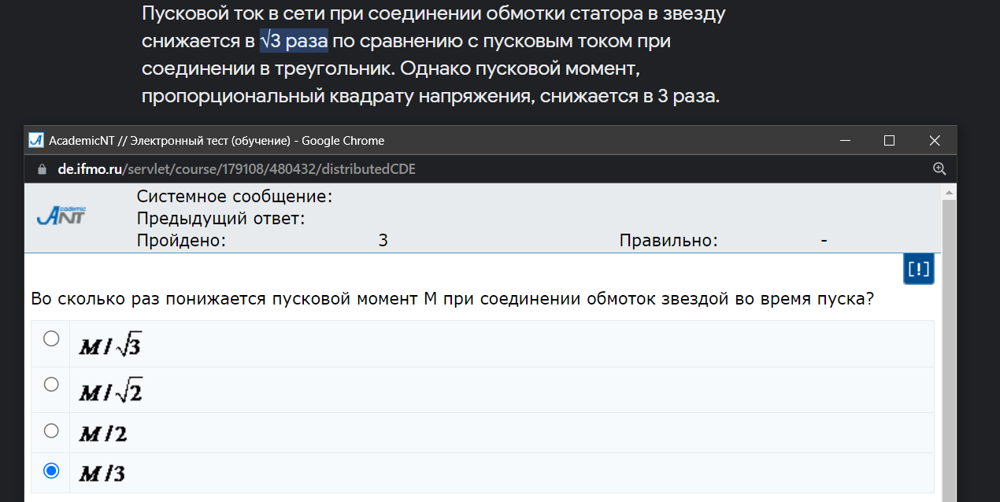 Пусковой ток в сети при соединении обмотки статора в звезду
снижается в √3 раза по сравнению с пусковым током при
соединении в треугольник. Однако пусковой момент,
пропорциональный квадрату напряжения, снижается в 3 раза.
AcademicNT // Электронный тест (обучение) - Google Chrome
de.ifmo.ru/servlet/course/179108/480432/distributedCDE
Academic NT
Системное сообщение:
Предыдущий ответ:
Пройдено: 3 Правильно: -
[!]
Во сколько раз понижается пусковой момент М при соединении обмоток звездой во время пуска?
M/√3
M/√2
M/2
M/3